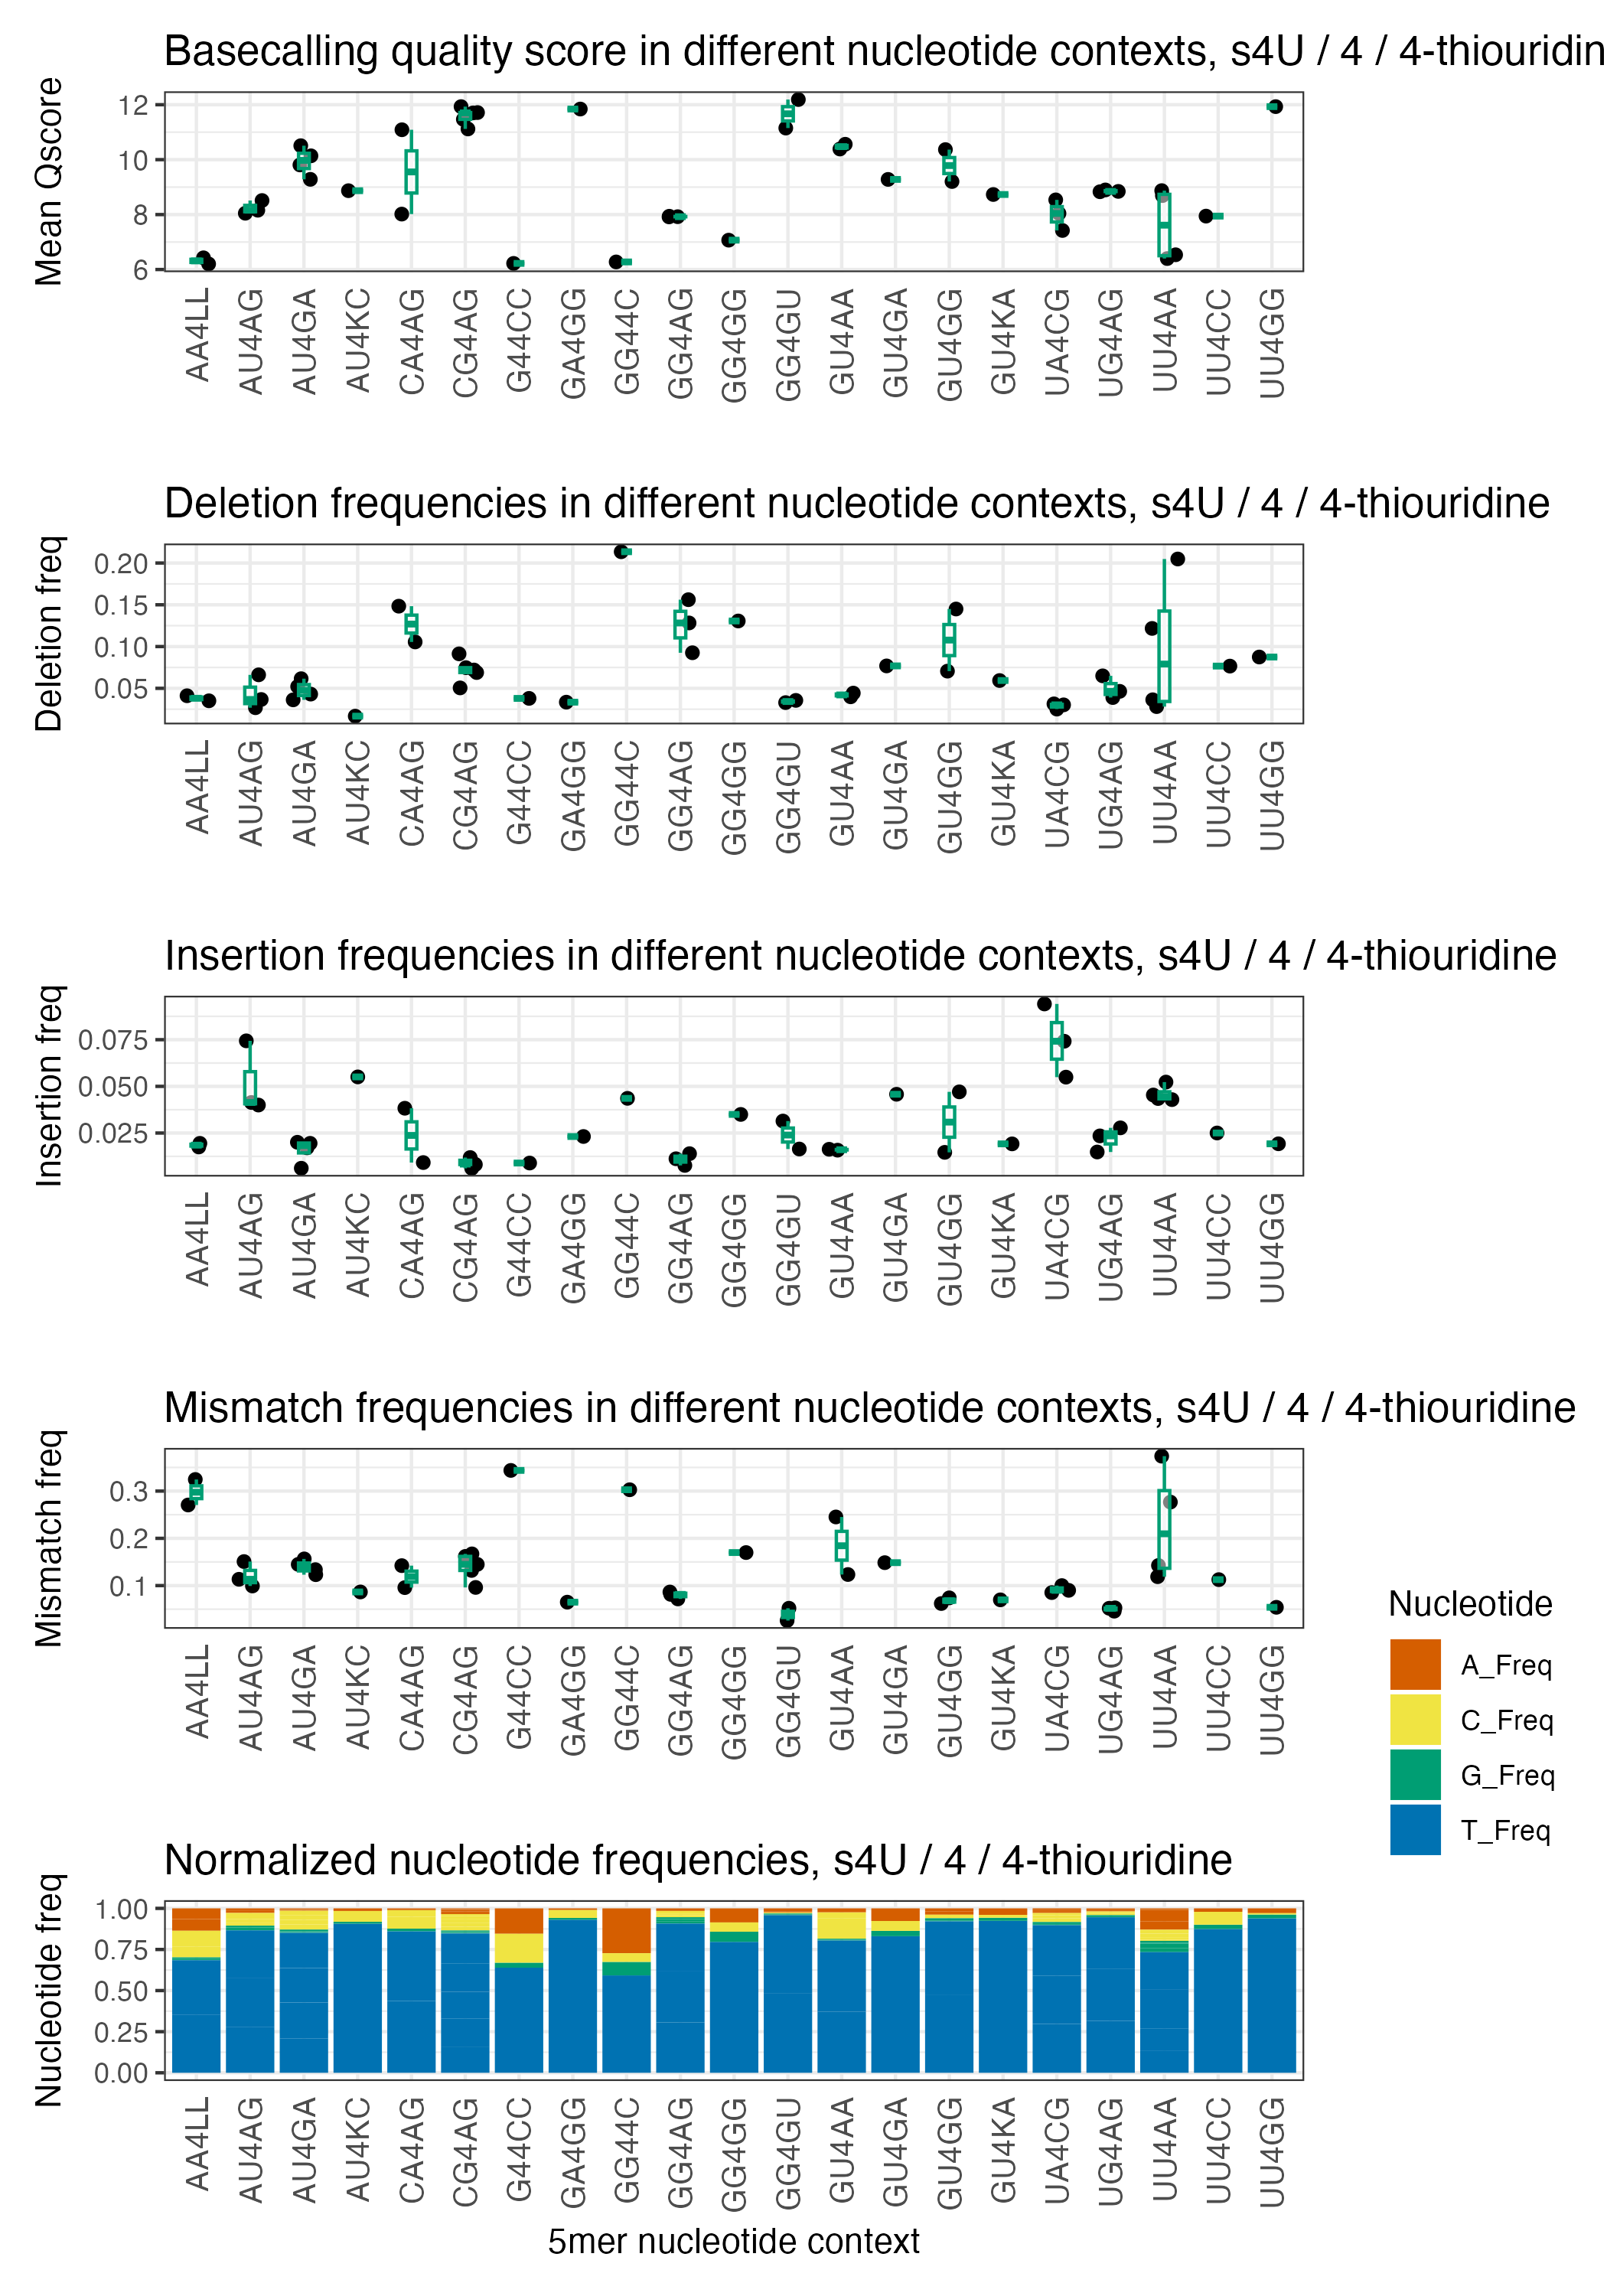 Basecalling quality score in different nucleotide contexts, s4U / 4 / 4-thiouridin
Mean Qscore
12
10
8
6
AA4LL AU4AG AU4GA AU4KC CA4AG CG4AG G44CC GA4GG GG44C GG4AG GG4GG GG4GU GU4AA GU4GA GU4GG GU4KA UA4CG UG4AG UU4AA UU4CC UU4GG
Deletion frequencies in different nucleotide contexts, s4U / 4 / 4-thiouridine
Deletion freq
0.20
0.15
0.10
0.05
AA4LL AU4AG AU4GA AU4KC CA4AG CG4AG G44CC GA4GG GG44C GG4AG GG4GG GG4GU GU4AA GU4GA GU4GG GU4KA UA4CG UG4AG UU4AA UU4CC UU4GG
Insertion frequencies in different nucleotide contexts, s4U / 4 / 4-thiouridine
Insertion freq
0.075
0.050
0.025
AA4LL AU4AG AU4GA AU4KC CA4AG CG4AG G44CC GA4GG GG44C GG4AG GG4GG GG4GU GU4AA GU4GA GU4GG GU4KA UA4CG UG4AG UU4AA UU4CC UU4GG
Mismatch frequencies in different nucleotide contexts, s4U / 4 / 4-thiouridine
Mismatch freq
0.3
0.2
0.1
AA4LL AU4AG AU4GA AU4KC CA4AG CG4AG G44CC GA4GG GG44C GG4AG GG4GG GG4GU GU4AA GU4GA GU4GG GU4KA UA4CG UG4AG UU4AA UU4CC UU4GG
Nucleotide
A_Freq
C_Freq
G_Freq
T_Freq
Normalized nucleotide frequencies, s4U / 4 / 4-thiouridine
Nucleotide freq
1.00
0.75
0.50
0.25
0.00
AA4LL AU4AG AU4GA AU4KC CA4AG CG4AG G44CC GA4GG GG44C GG4AG GG4GG GG4GU GU4AA GU4GA GU4GG GU4KA UA4CG UG4AG UU4AA UU4CC UU4GG
5mer nucleotide context